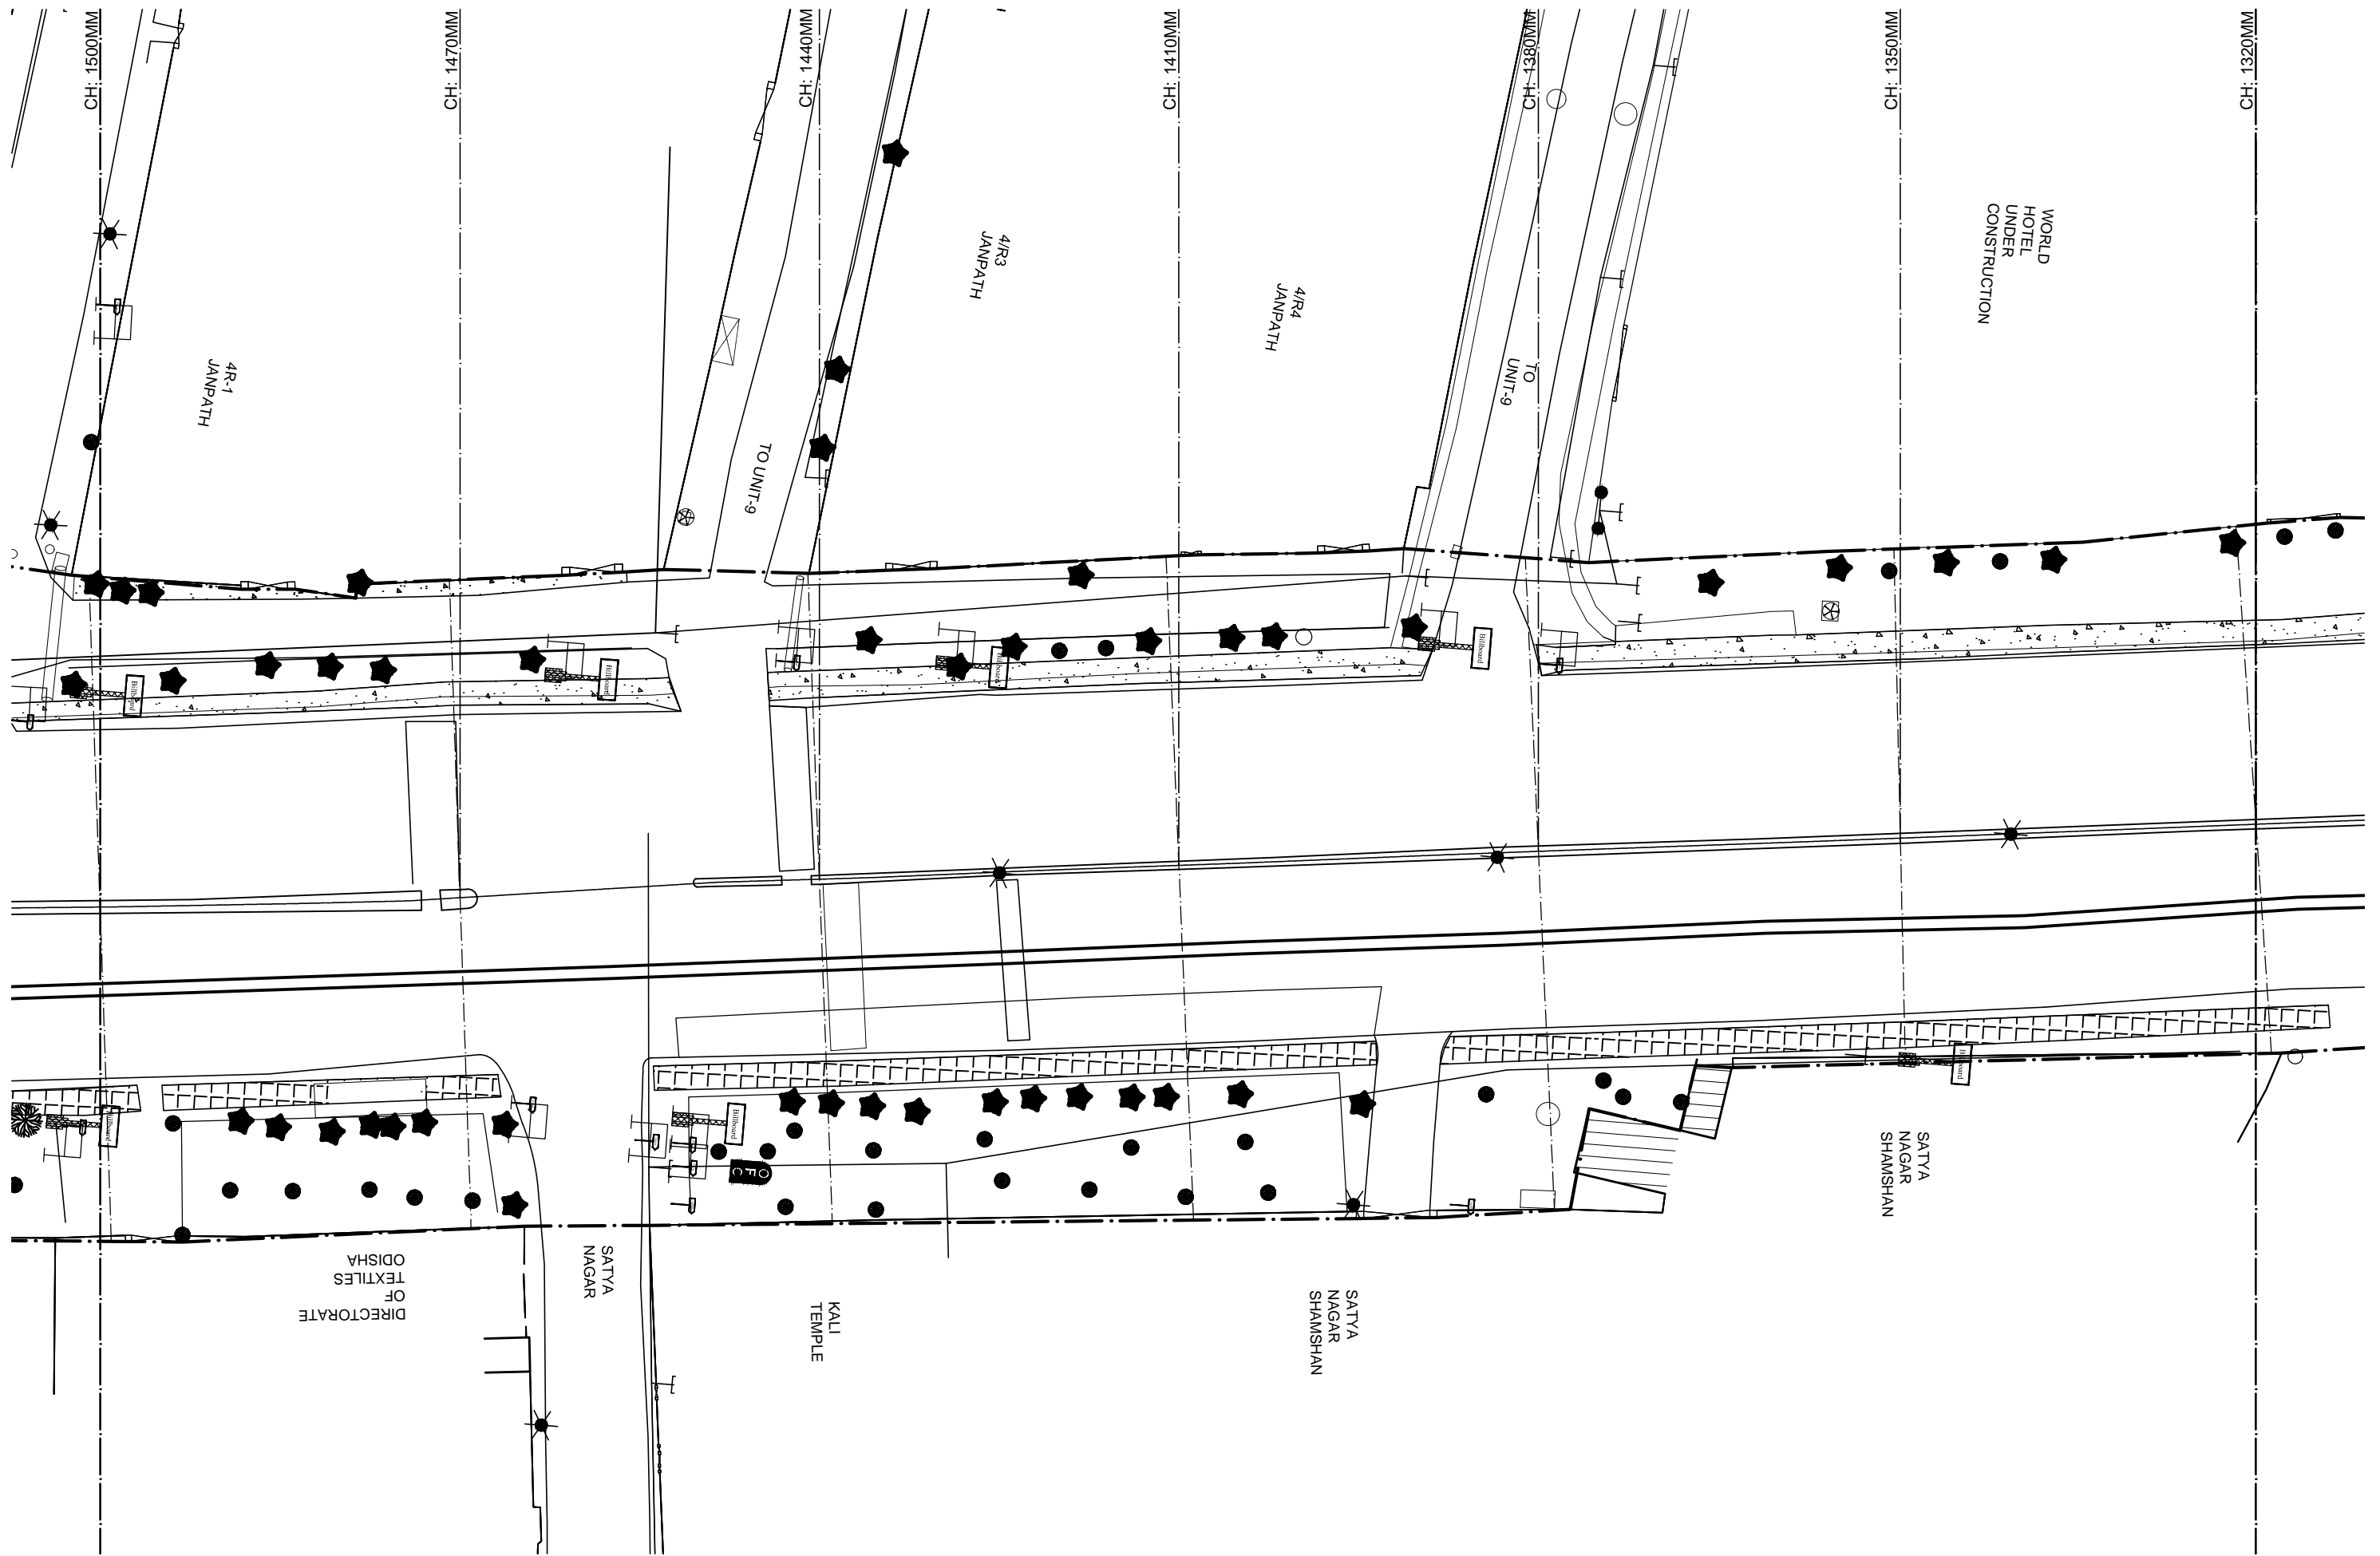 CH: 1500MM
CH: 1470MM
CH: 1440MM
CH: 1410MM
CH: 1380MM
CH: 1350MM
CH: 1320MM
4R-1
JANPATH
TO UNIT-9
4/R3
JANPATH
4/R4
JANPATH
TO
UNIT-9
WORLD
HOTEL
UNDER
CONSTRUCTION
Billboard
Billboard
Billboard
Billboard
Billboard
Billboard
Billboard
OFC
DIRECTORATE
OF
TEXTILES
ODISHA
SATYA
NAGAR
KALI
TEMPLE
SATYA
NAGAR
SHAMSHAN
SATYA
NAGAR
SHAMSHAN